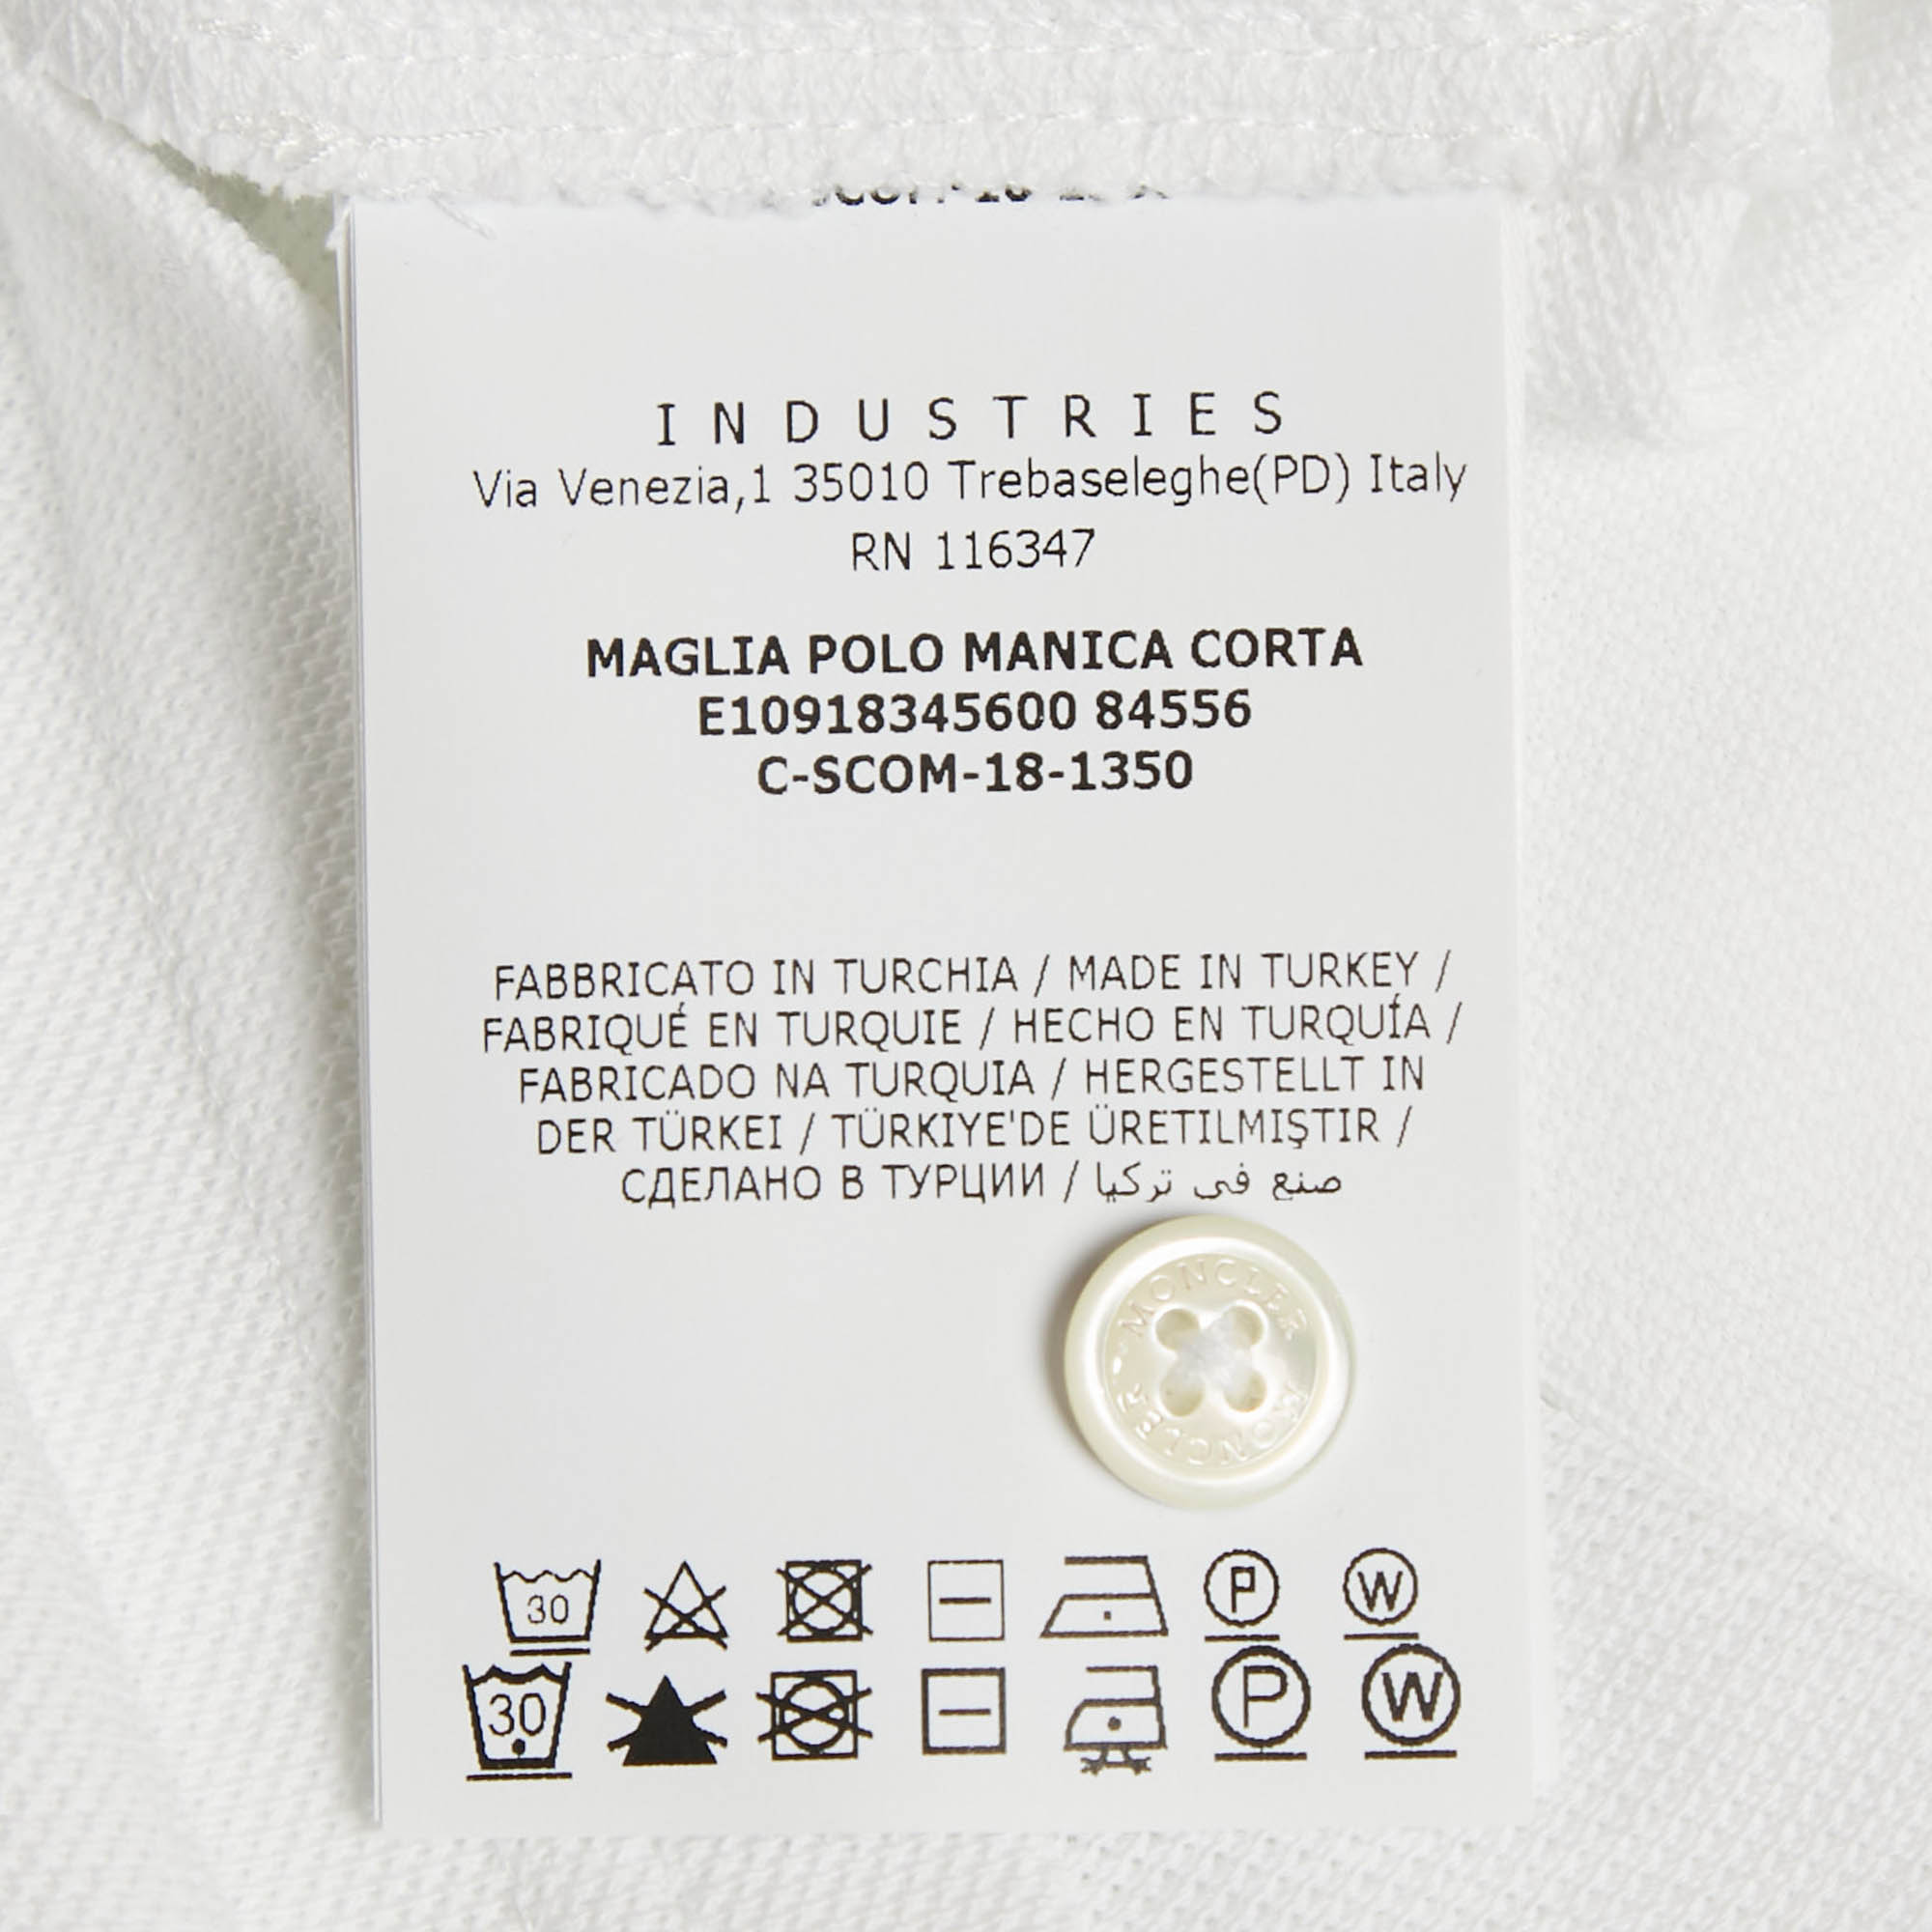 INDUSTRIES
Via Venezia,1 35010 Trebaseleghe(PD) Italy
RN 116347
MAGLIA POLO MANICA CORTA
E10918345600 84556
C-SCOM-18-1350
FABBRICATO IN TURCHIA / MADE IN TURKEY /
FABRIQUÉ EN TURQUIE / HECHO EN TURQUÍA /
FABRICADO NA TURQUIA / HERGESTELLT IN
DER TÜRKEI / TÜRKIYE'DE ÜRETILMIŞTIR /
СДЕЛАНО В ТУРЦИИ / صنع في تركيا
MONCLER
MONCLER
30 P W
30 P W